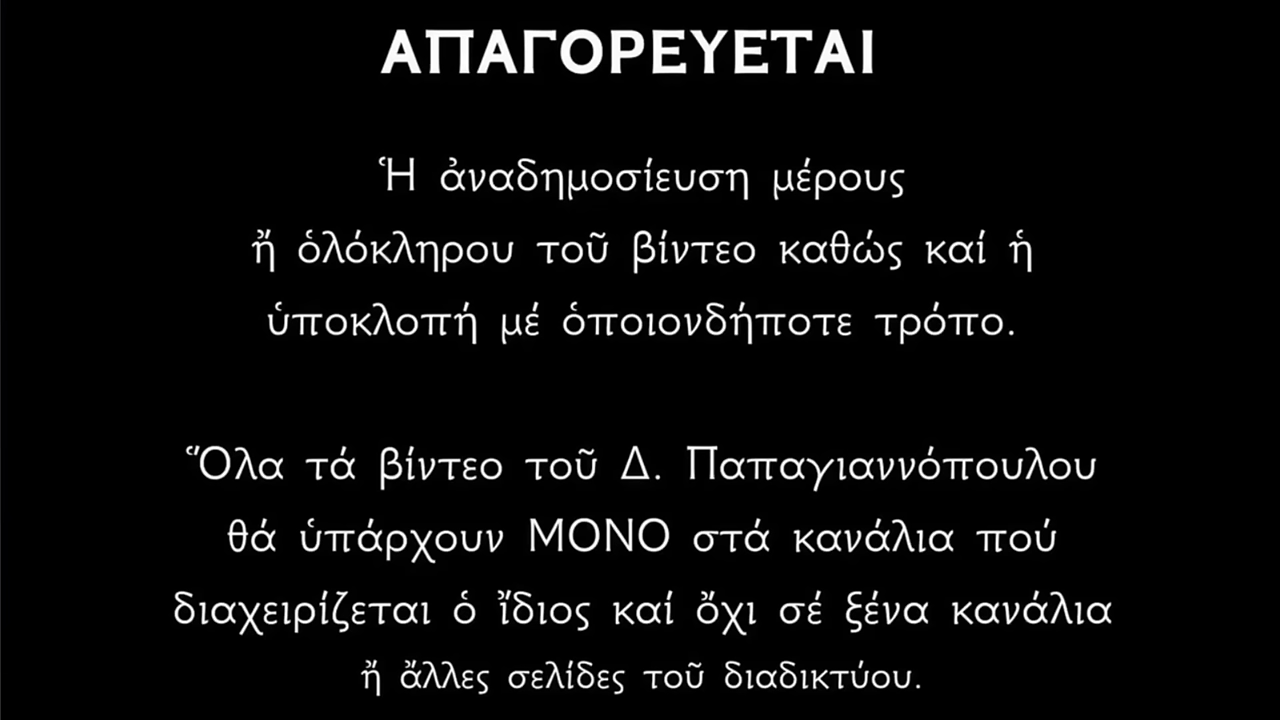 ΑΠΑΓΟΡΕΥΕΤΑΙ
Ἡ ἀναδημοσίευση μέρους
ἤ ὁλόκληρου τοῦ βίντεο καθώς καί ἡ
ὑποκλοπή μέ ὁποιονδήποτε τρόπο.
Ὅλα τά βίντεο τοῦ Δ. Παπαγιαννόπουλου
θά ὑπάρχουν ΜΟΝΟ στά κανάλια πού
διαχειρίζεται ὁ ἴδιος καί ὄχι σέ ξένα κανάλια
ἤ ἄλλες σελίδες τοῦ διαδικτύου.